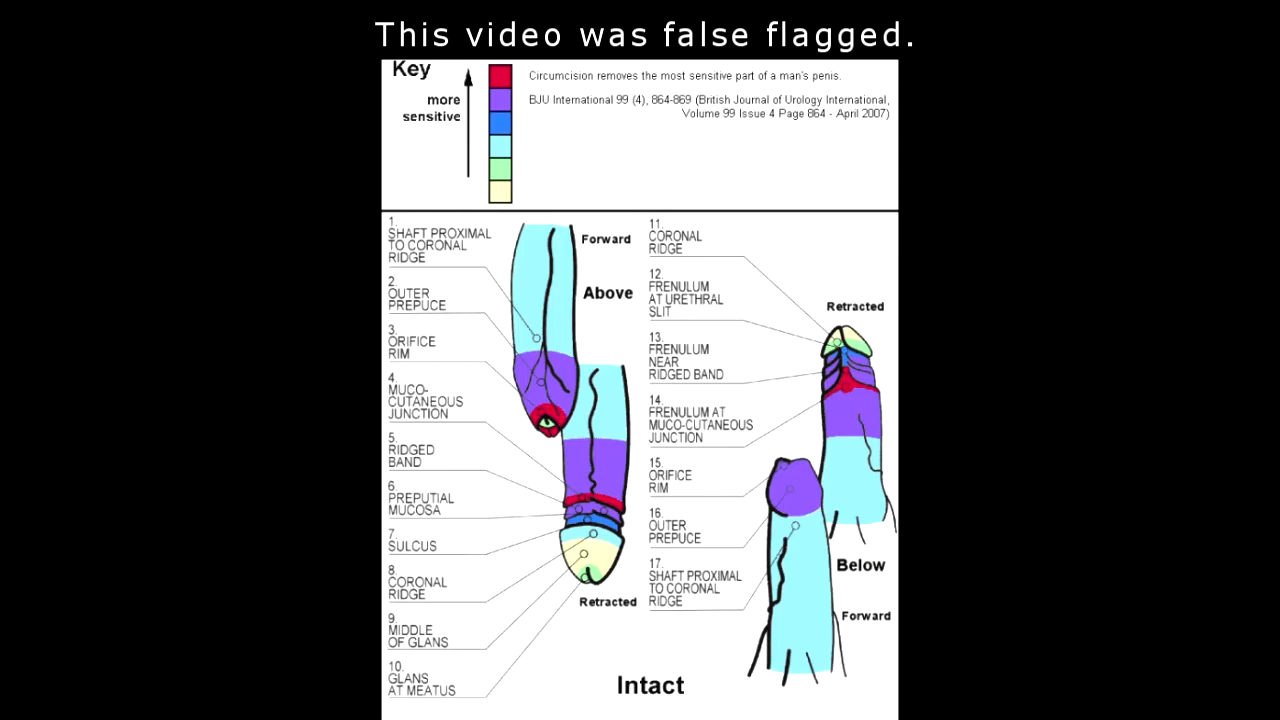 This video was false flagged.
Key
more
sensitive
Circumcision removes the most sensitive part of a man's penis.
BJU International 99 (4), 864-869 (British Journal of Urology International,
Volume 99 Issue 4 Page 864 - April 2007)
1.
SHAFT PROXIMAL
TO CORONAL
RIDGE
2.
OUTER
PREPUCE
3.
ORIFICE
RIM
4.
MUCO-
CUTANEOUS
JUNCTION
5.
RIDGED
BAND
6.
PREPUTIAL
MUCOSA
7.
SULCUS
8.
CORONAL
RIDGE
9.
MIDDLE
OF GLANS
10.
GLANS
AT MEATUS
Forward
Above
Retracted
11.
CORONAL
RIDGE
12.
FRENULUM
AT URETHRAL
SLIT
13.
FRENULUM
NEAR
RIDGED BAND
14.
FRENULUM AT
MUCO-CUTANEOUS
JUNCTION
15.
ORIFICE
RIM
16.
OUTER
PREPUCE
17.
SHAFT PROXIMAL
TO CORONAL
RIDGE
Retracted
Below
Forward
Intact